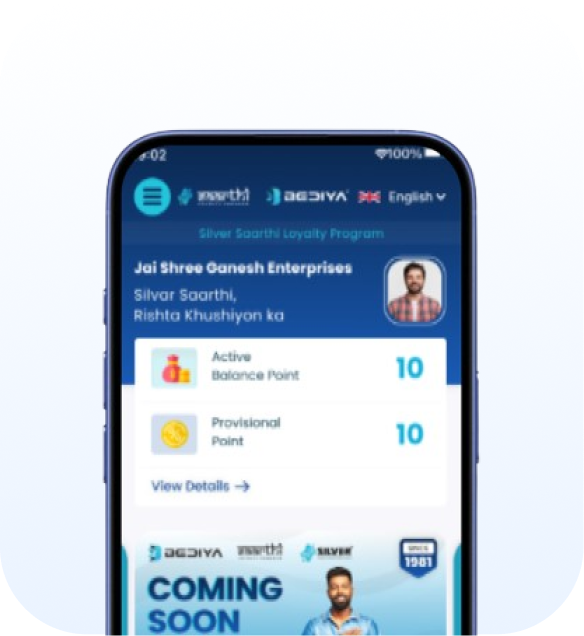 9:02 100%
saarthi BEDIYA English
Silver Saarthi Loyalty Program
Jai Shree Ganesh Enterprises
Silvar Saarthi,
Rishta Khushiyon ka
Active
Balance Point
10
Provisional
Point
10
View Details →
BEDIYA saarthi SILVER
SINCE
1981
COMING
SOON